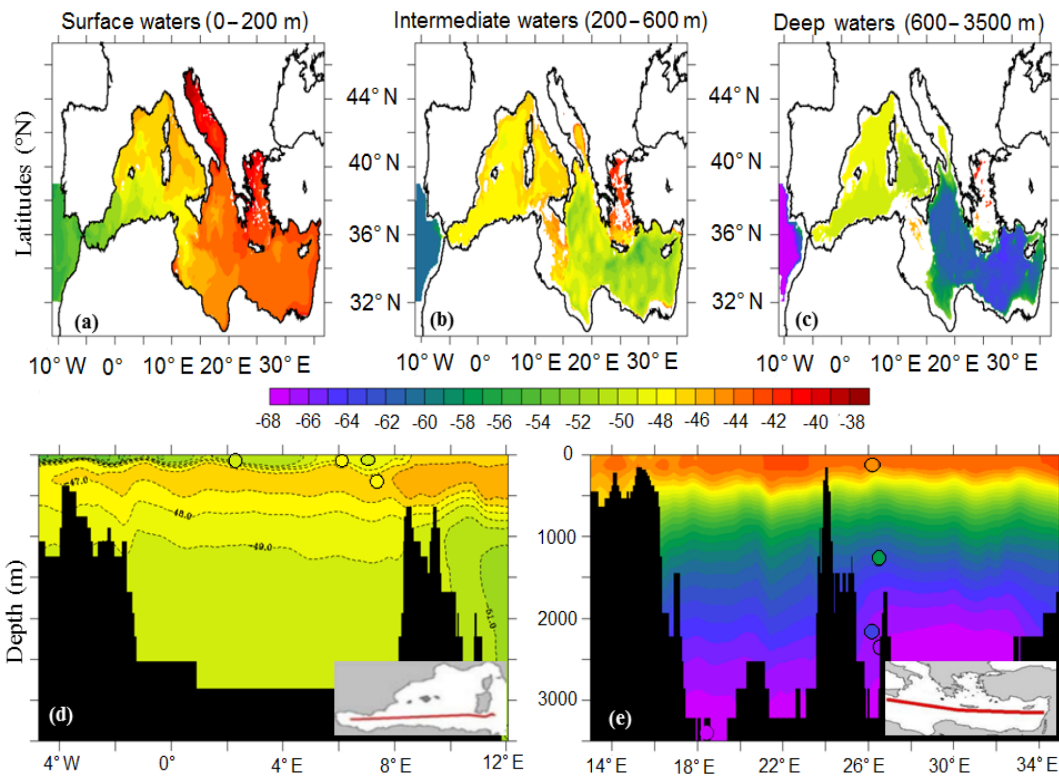 Surface waters (0–200 m) Intermediate waters (200–600 m) Deep waters (600–3500 m)
Latitudes (°N)
44° N 44° N
40° N 40° N
36° N 36° N
32° N 32° N
(a) (b) (c)
10° W 0° 10° E 20° E 30° E 10° W 0° 10° E 20° E 30° E 10° W 0° 10° E 20° E 30° E
-68 -66 -64 -62 -60 -58 -56 -54 -52 -50 -48 -46 -44 -42 -40 -38
Depth (m)
0
1000
2000
3000
-47.0
-48.0
-49.0
-51.0
(d) (e)
4° W 0° 4° E 8° E 12° E 14° E 18° E 22° E 26° E 30° E 34° E